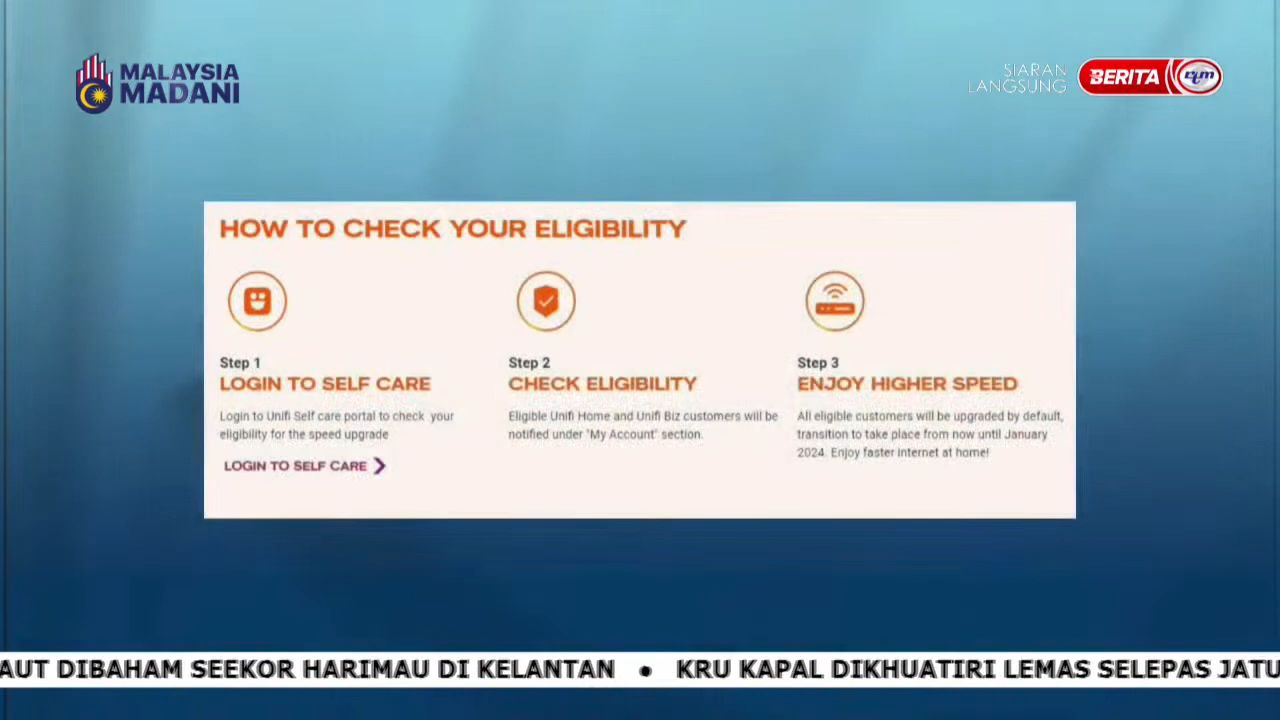 MALAYSIA
MADANI
SIARAN
LANGSUNG
BERITA rtm
HOW TO CHECK YOUR ELIGIBILITY
Step 1
LOGIN TO SELF CARE
Login to Unifi Self care portal to check your
eligibility for the speed upgrade
LOGIN TO SELF CARE
Step 2
CHECK ELIGIBILITY
Eligible Unifi Home and Unifi Biz customers will be
notified under "My Account" section.
Step 3
ENJOY HIGHER SPEED
All eligible customers will be upgraded by default,
transition to take place from now until January
2024. Enjoy faster internet at home!
AUT DIBAHAM SEEKOR HARIMAU DI KELANTAN • KRU KAPAL DIKHUATIRI LEMAS SELEPAS JATU